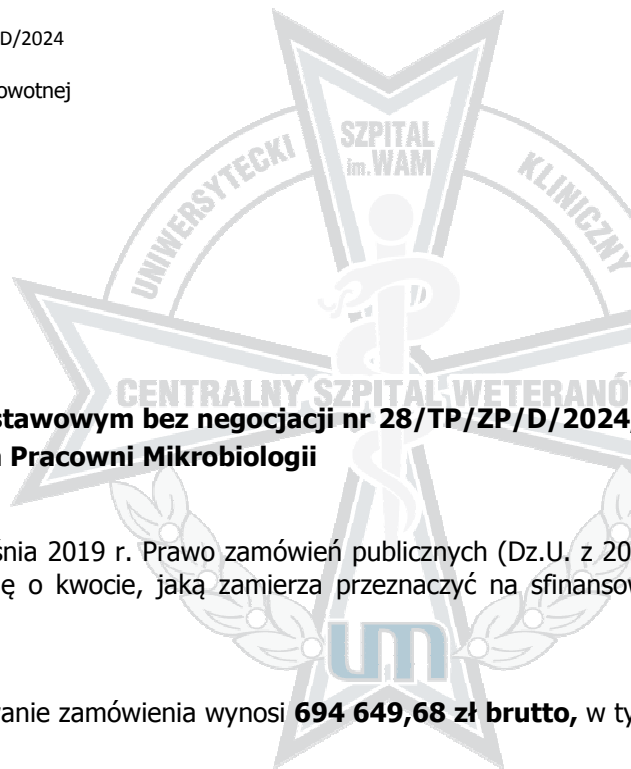 D/2024
owotnej
SZPITAL
im. WAM
UNIWERSYTECKI
KLINICZNY
CENTRALNY SZPITAL WETERANÓ
stawowym bez negocjacji nr 28/TP/ZP/D/2024
Pracowni Mikrobiologii
śnia 2019 r. Prawo zamówień publicznych (Dz.U. z 20
ę o kwocie, jaką zamierza przeznaczyć na sfinansow
um
anie zamówienia wynosi 694 649,68 zł brutto, w ty